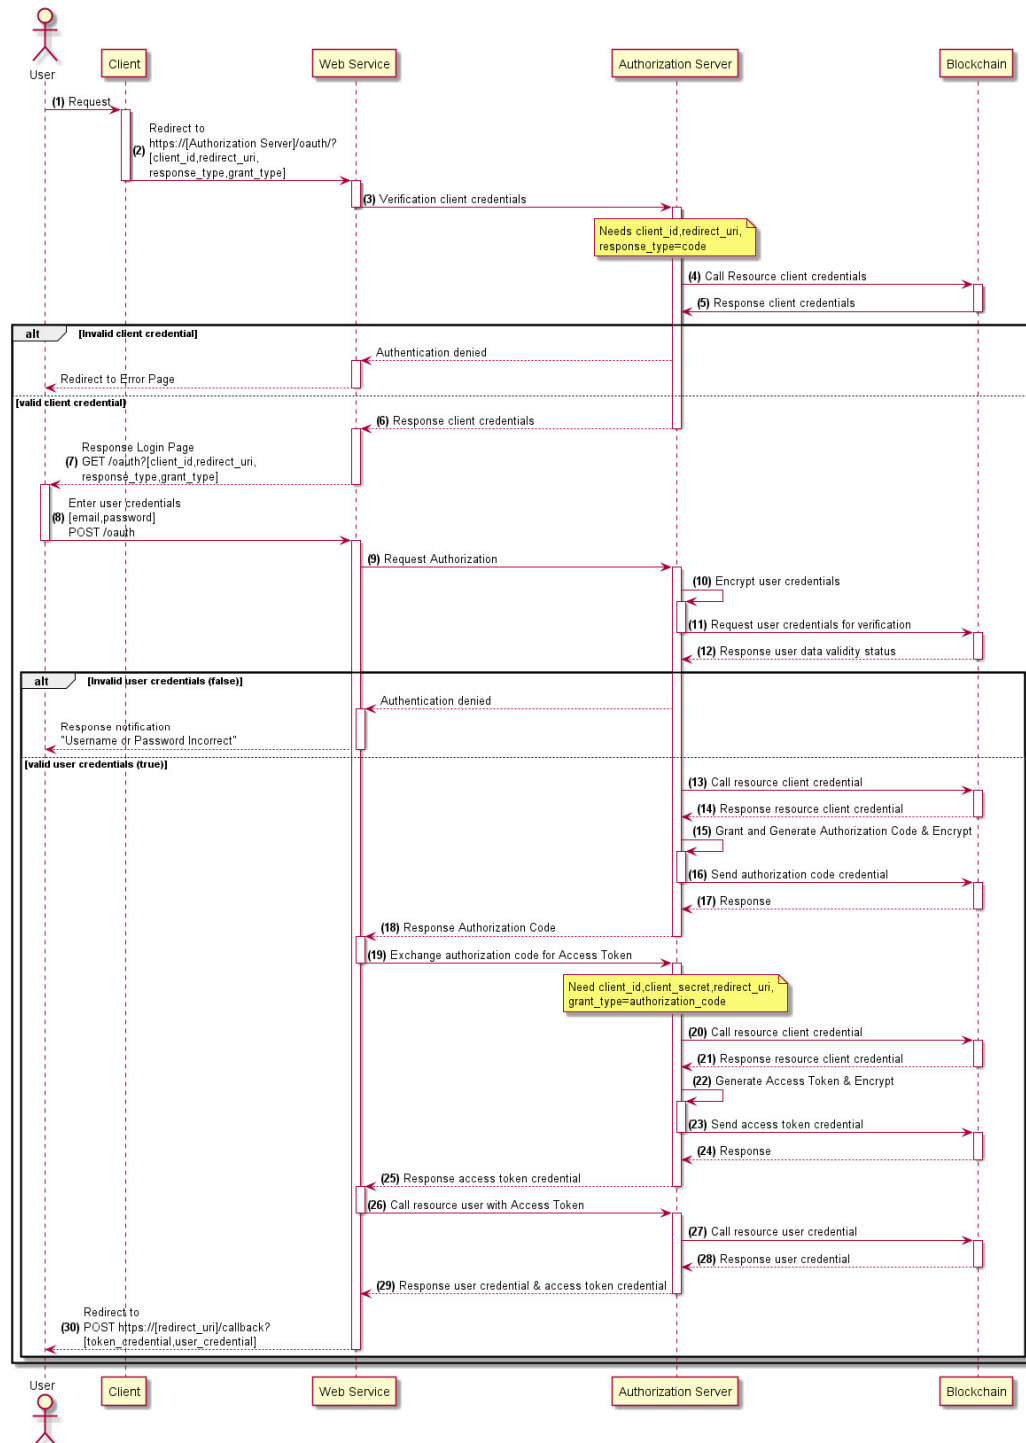 User
Client
Web Service
Authorization Server
Blockchain
(1) Request
Redirect to
https://[Authorization Server]/oauth/?
(2)
[client_id,redirect_uri,
response_type,grant_type]
(3) Verification client credentials
Needs client_id,redirect_uri,
response_type=code
(4) Call Resource client credentials
(5) Response client credentials
alt
[Invalid client credential]
Authentication denied
Redirect to Error Page
[valid client credential]
(6) Response client credentials
Response Login Page
(7) GET /oauth?[client_id,redirect_uri,
response_type,grant_type]
Enter user credentials
(8) [email,password]
POST /oauth
(9) Request Authorization
(10) Encrypt user credentials
(11) Request user credentials for verification
(12) Response user data validity status
alt
[Invalid user credentials (false)]
Authentication denied
Response notification
"Username or Password Incorrect"
[valid user credentials (true)]
(13) Call resource client credential
(14) Response resource client credential
(15) Grant and Generate Authorization Code & Encrypt
(16) Send authorization code credential
(17) Response
(18) Response Authorization Code
(19) Exchange authorization code for Access Token
Need client_id,client_secret,redirect_uri,
grant_type=authorization_code
(20) Call resource client credential
(21) Response resource client credential
(22) Generate Access Token & Encrypt
(23) Send access token credential
(24) Response
(25) Response access token credential
(26) Call resource user with Access Token
(27) Call resource user credential
(28) Response user credential
(29) Response user credential & access token credential
Redirect to
(30) POST https://[redirect_uri]/callback?
[token_credential,user_credential]
User
Client
Web Service
Authorization Server
Blockchain